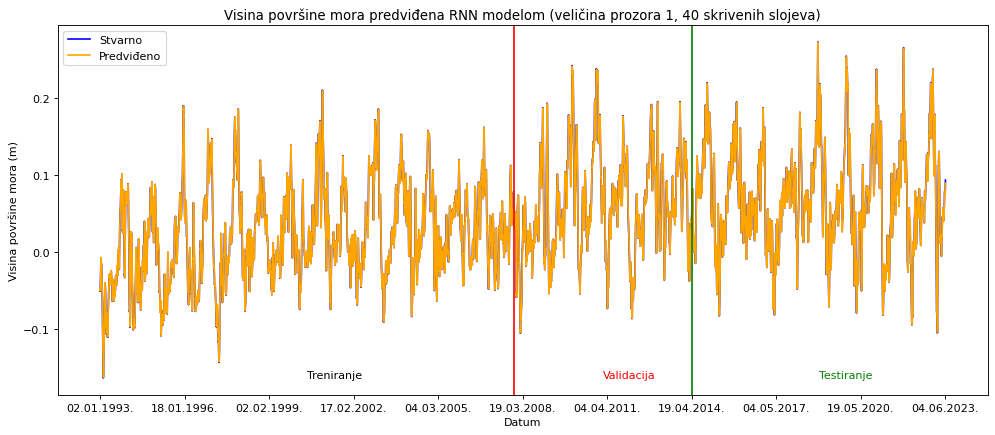 Visina površine mora predviđena RNN modelom (veličina prozora 1, 40 skrivenih slojeva)
Stvarno
Predviđeno
Visina površine mora (m)
0.2
0.1
0.0
−0.1
Treniranje
Validacija
Testiranje
02.01.1993. 18.01.1996. 02.02.1999. 17.02.2002. 04.03.2005. 19.03.2008. 04.04.2011. 19.04.2014. 04.05.2017. 19.05.2020. 04.06.2023.
Datum